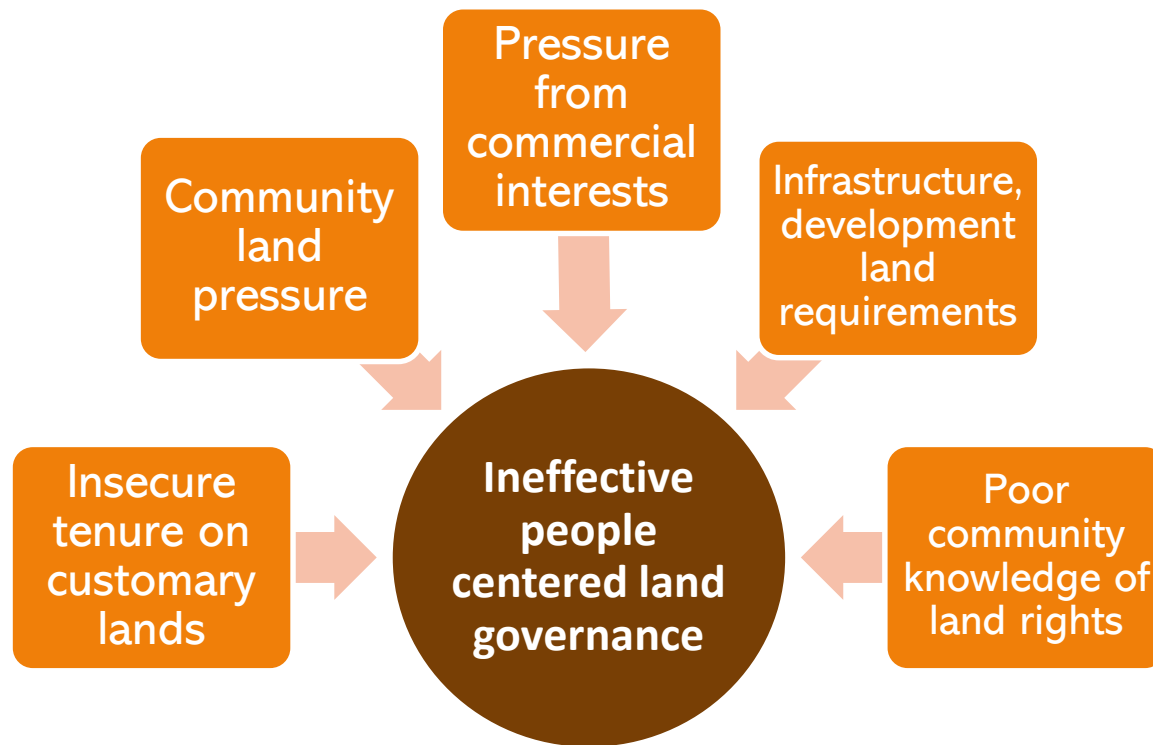 Pressure
from
commercial
interests
Community
land
pressure
Infrastructure,
development
land
requirements
Insecure
tenure on
customary
lands
Ineffective
people
centered land
governance
Poor
community
knowledge of
land rights